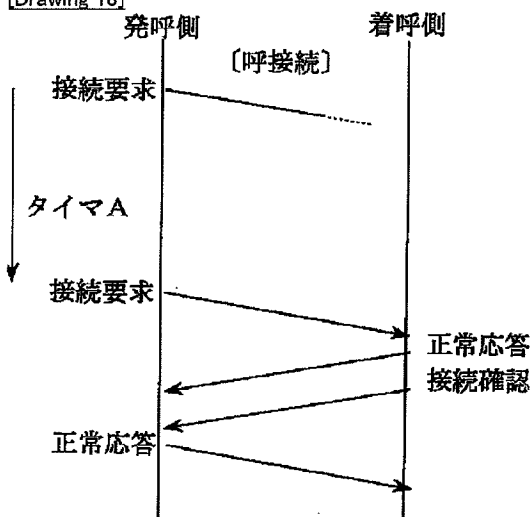 [Drawing 18]
発呼側
着呼側
〔呼接続〕
接続要求
タイマA
接続要求
正常応答
接続確認
正常応答